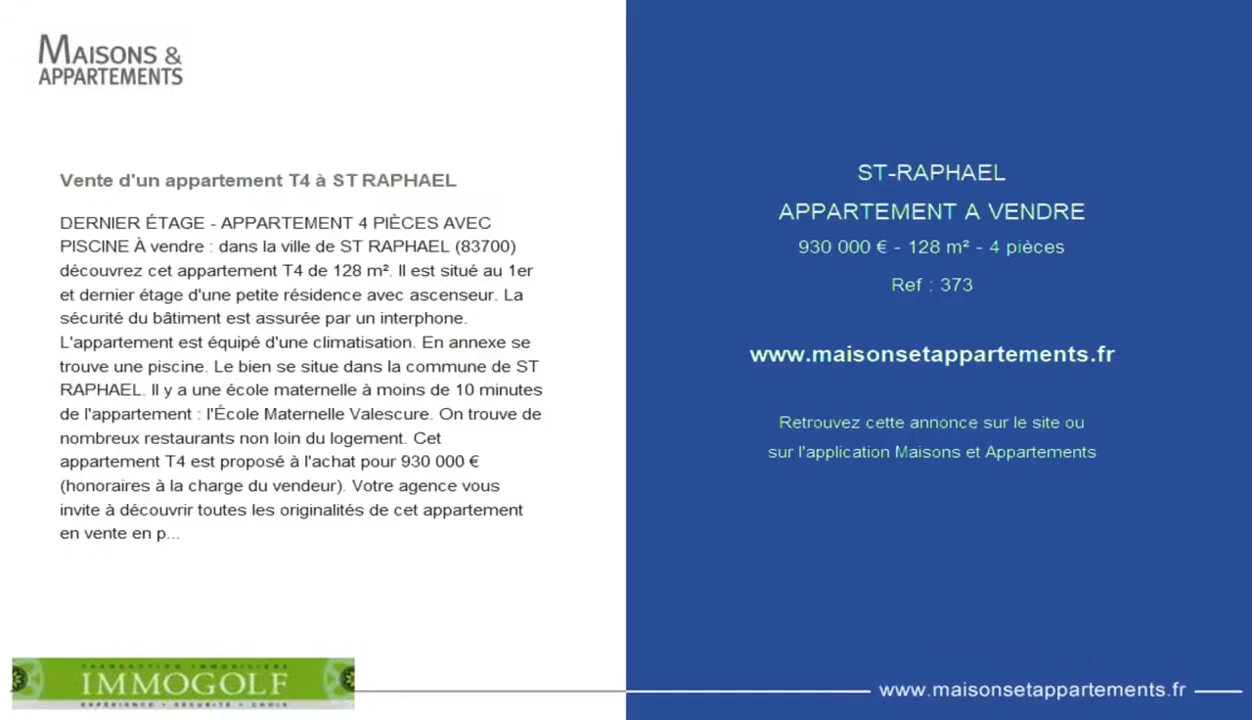 MAISONS &
APPARTEMENTS
Vente d'un appartement T4 à ST RAPHAEL
DERNIER ÉTAGE - APPARTEMENT 4 PIÈCES AVEC
PISCINE À vendre : dans la ville de ST RAPHAEL (83700)
découvrez cet appartement T4 de 128 m². Il est situé au 1er
et dernier étage d'une petite résidence avec ascenseur. La
sécurité du bâtiment est assurée par un interphone.
L'appartement est équipé d'une climatisation. En annexe se
trouve une piscine. Le bien se situe dans la commune de ST
RAPHAEL. Il y a une école maternelle à moins de 10 minutes
de l'appartement : l'École Maternelle Valescure. On trouve de
nombreux restaurants non loin du logement. Cet
appartement T4 est proposé à l'achat pour 930 000 €
(honoraires à la charge du vendeur). Votre agence vous
invite à découvrir toutes les originalités de cet appartement
en vente en p...
TRANSACTION IMMOBILIÈRE
IMMOGOLF
EXPÉRIENCE • SÉCURITÉ • CHOIX
ST-RAPHAEL
APPARTEMENT A VENDRE
930 000 € - 128 m² - 4 pièces
Ref : 373
www.maisonsetappartements.fr
Retrouvez cette annonce sur le site ou
sur l'application Maisons et Appartements
www.maisonsetappartements.fr